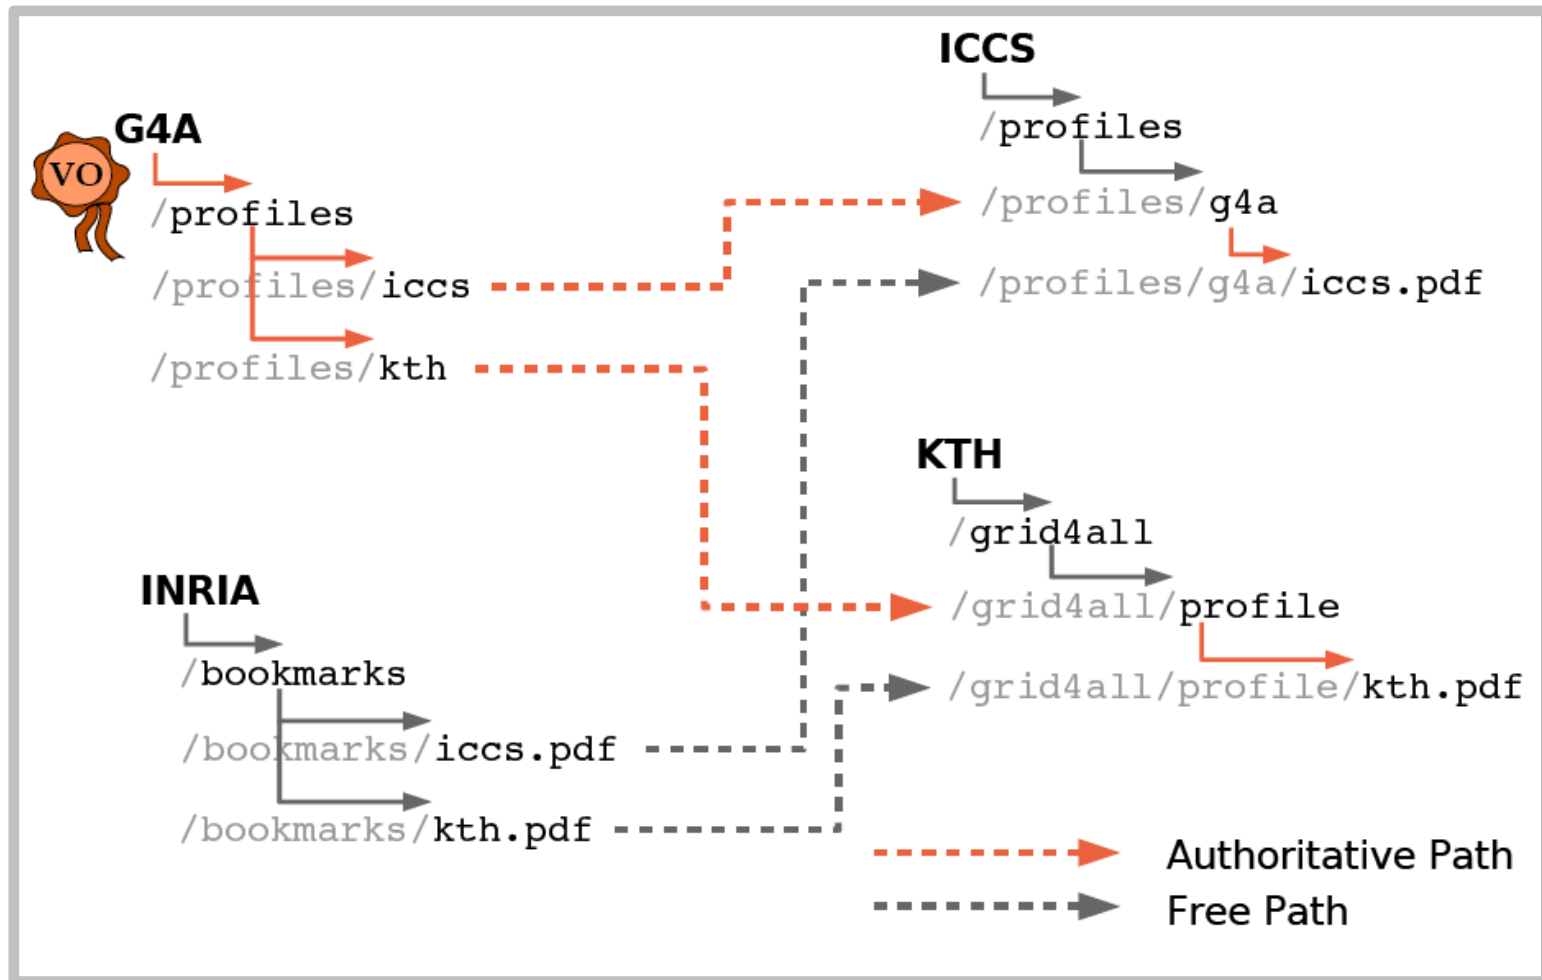 G4A
VO
/profiles
/profiles/iccs
/profiles/kth
INRIA
/bookmarks
/bookmarks/iccs.pdf
/bookmarks/kth.pdf
ICCS
/profiles
/profiles/g4a
/profiles/g4a/iccs.pdf
KTH
/grid4all
/grid4all/profile
/grid4all/profile/kth.pdf
Authoritative Path
Free Path